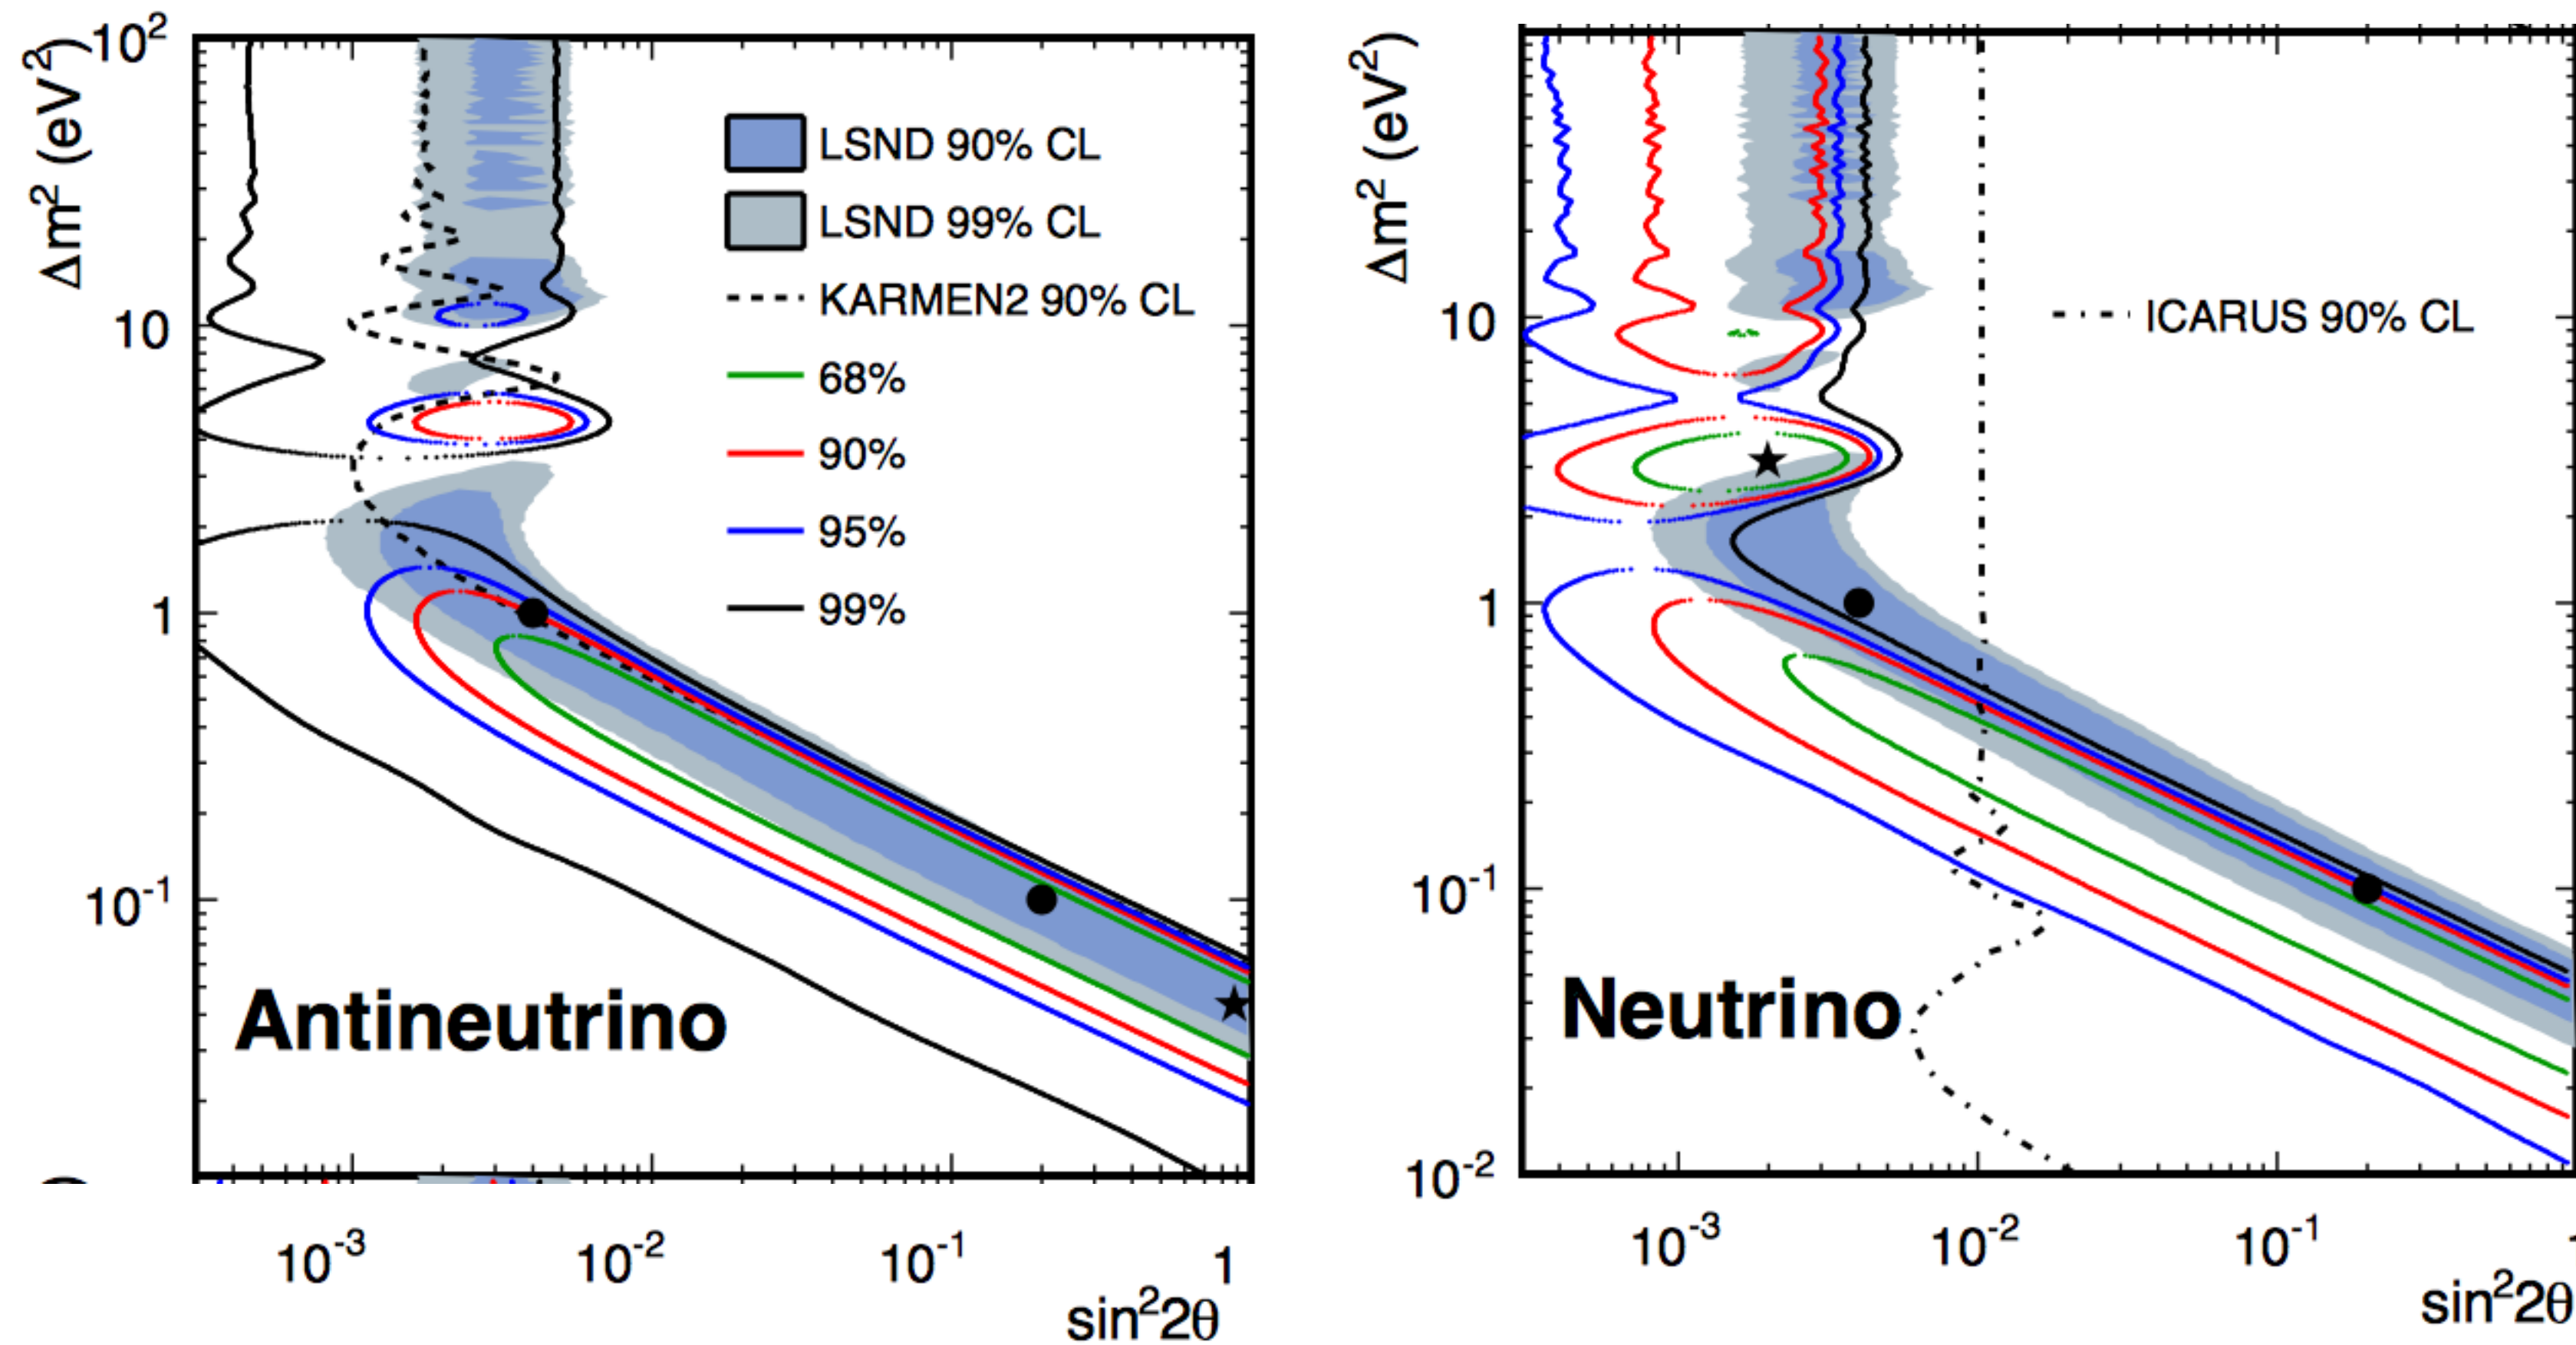 Δm² (eV²)
10²
10
1
10⁻¹
LSND 90% CL
LSND 99% CL
KARMEN2 90% CL
68%
90%
95%
99%
Antineutrino
10⁻³ 10⁻² 10⁻¹ 1
sin²2θ
Δm² (eV²)
10
1
10⁻¹
10⁻²
ICARUS 90% CL
Neutrino
10⁻³ 10⁻² 10⁻¹
sin²2θ